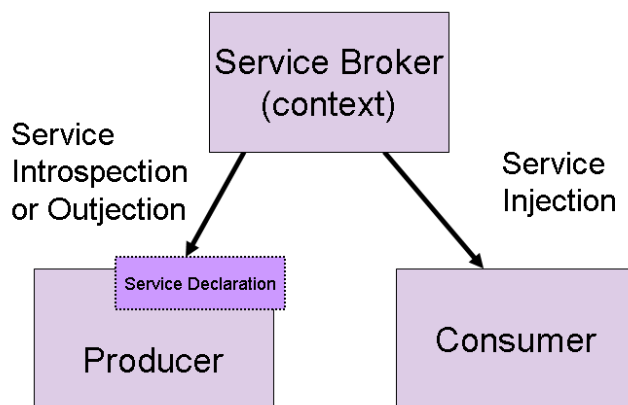 Service Broker
(context)
Service
Introspection
or Outjection
Service
Injection
Service Declaration
Producer
Consumer